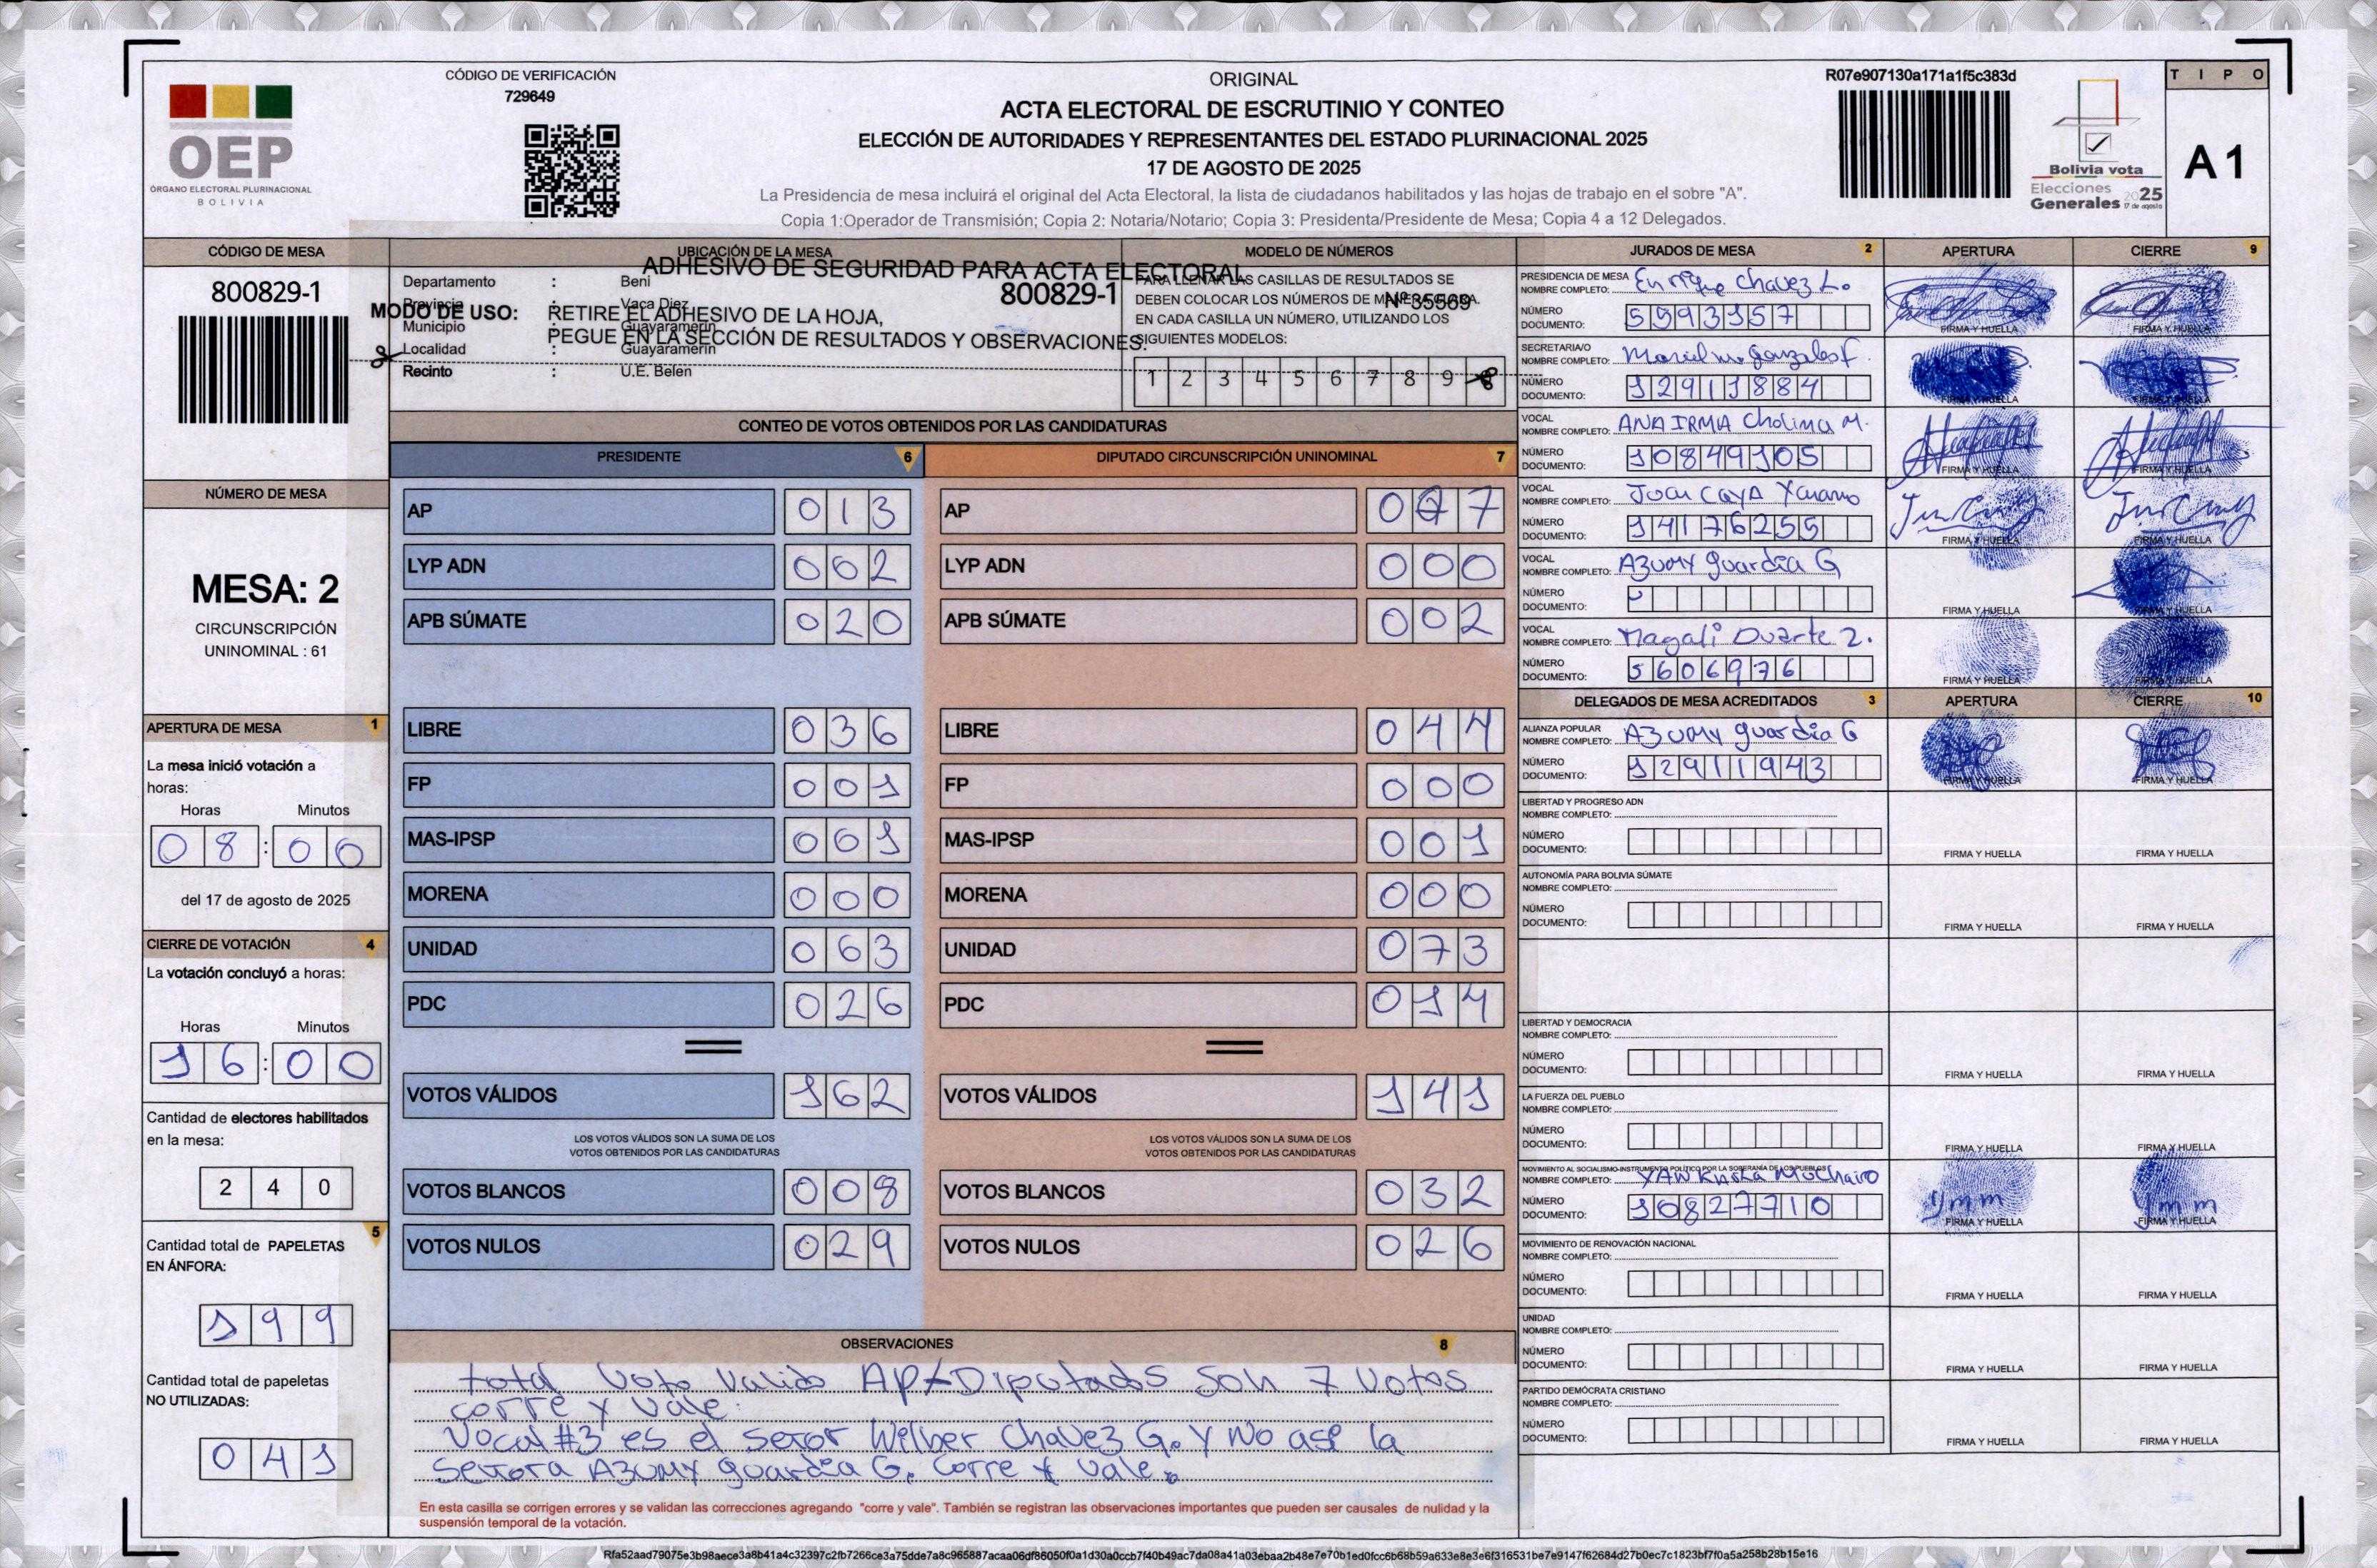 CÓDIGO DE VERIFICACIÓN
729649
OEP
ÓRGANO ELECTORAL PLURINACIONAL
BOLIVIA
ORIGINAL
ACTA ELECTORAL DE ESCRUTINIO Y CONTEO
ELECCIÓN DE AUTORIDADES Y REPRESENTANTES DEL ESTADO PLURINACIONAL 2025
17 DE AGOSTO DE 2025
La Presidencia de mesa incluirá el original del Acta Electoral, la lista de ciudadanos habilitados y las hojas de trabajo en el sobre "A".
Copia 1:Operador de Transmisión; Copia 2: Notaria/Notario; Copia 3: Presidenta/Presidente de Mesa; Copia 4 a 12 Delegados.
R07e907130a171a1f5c383d
Bolivia vota
Elecciones
Generales 2025
17 de agosto
TIPO
A 1
CÓDIGO DE MESA
800829-1
NÚMERO DE MESA
MESA: 2
CIRCUNSCRIPCIÓN
UNINOMINAL : 61
APERTURA DE MESA 1
La mesa inició votación a
horas:
Horas Minutos
08:00
del 17 de agosto de 2025
CIERRE DE VOTACIÓN 4
La votación concluyó a horas:
Horas Minutos
16:00
Cantidad de electores habilitados
en la mesa:
240
5
Cantidad total de PAPELETAS
EN ÁNFORA:
199
Cantidad total de papeletas
NO UTILIZADAS:
041
UBICACIÓN DE LA MESA
Departamento : Beni
Provincia : Vaca Diez
Municipio : Guayaramerín
Localidad : Guayaramerín
Recinto : U.E. Belen
ADHESIVO DE SEGURIDAD PARA ACTA ELECTORAL
800829-1
Nº 35569
MODO DE USO: RETIRE EL ADHESIVO DE LA HOJA,
PEGUE EN LA SECCIÓN DE RESULTADOS Y OBSERVACIONES.
MODELO DE NÚMEROS
PARA LLENAR LAS CASILLAS DE RESULTADOS SE
DEBEN COLOCAR LOS NÚMEROS DE MANERA CLARA.
EN CADA CASILLA UN NÚMERO, UTILIZANDO LOS
SIGUIENTES MODELOS:
1 2 3 4 5 6 7 8 9
CONTEO DE VOTOS OBTENIDOS POR LAS CANDIDATURAS
PRESIDENTE 6
AP 013
LYP ADN 002
APB SÚMATE 020
LIBRE 036
FP 001
MAS-IPSP 001
MORENA 000
UNIDAD 063
PDC 026
VOTOS VÁLIDOS 162
LOS VOTOS VÁLIDOS SON LA SUMA DE LOS
VOTOS OBTENIDOS POR LAS CANDIDATURAS
VOTOS BLANCOS 008
VOTOS NULOS 029
DIPUTADO CIRCUNSCRIPCIÓN UNINOMINAL 7
AP 007
LYP ADN 000
APB SÚMATE 002
LIBRE 044
FP 000
MAS-IPSP 001
MORENA 000
UNIDAD 073
PDC 014
VOTOS VÁLIDOS 141
LOS VOTOS VÁLIDOS SON LA SUMA DE LOS
VOTOS OBTENIDOS POR LAS CANDIDATURAS
VOTOS BLANCOS 032
VOTOS NULOS 026
OBSERVACIONES 8
total Voto Valido AP/Diputados Son 7 Votos
corre y Vale.
Vocal #3 es el Señor Wilber Chavez G. Y No asi la
Señora Azumy guardia G. Corre y Vale.
En esta casilla se corrigen errores y se validan las correcciones agregando "corre y vale". También se registran las observaciones importantes que pueden ser causales de nulidad y la
suspensión temporal de la votación.
JURADOS DE MESA 2 APERTURA CIERRE 9
PRESIDENCIA DE MESA
NOMBRE COMPLETO: Enrique Chavez L.
NÚMERO
DOCUMENTO: 5593357
FIRMA Y HUELLA FIRMA Y HUELLA
SECRETARIA/O
NOMBRE COMPLETO:
NÚMERO
DOCUMENTO: 12911884
FIRMA Y HUELLA FIRMA Y HUELLA
VOCAL
NOMBRE COMPLETO: ANA IRMA Cholima M.
NÚMERO
DOCUMENTO: 10849105
FIRMA Y HUELLA FIRMA Y HUELLA
VOCAL
NOMBRE COMPLETO: Juan CAYA
NÚMERO
DOCUMENTO: 14176255
FIRMA Y HUELLA FIRMA Y HUELLA
VOCAL
NOMBRE COMPLETO: A3UMY guardia G
NÚMERO
DOCUMENTO:
FIRMA Y HUELLA FIRMA Y HUELLA
VOCAL
NOMBRE COMPLETO: Magali Duarte Z.
NÚMERO
DOCUMENTO: 5606976
FIRMA Y HUELLA FIRMA Y HUELLA
DELEGADOS DE MESA ACREDITADOS 3 APERTURA CIERRE 10
ALIANZA POPULAR
NOMBRE COMPLETO: A3UMY guardia G
NÚMERO
DOCUMENTO: 12911943
FIRMA Y HUELLA FIRMA Y HUELLA
LIBERTAD Y PROGRESO ADN
NOMBRE COMPLETO:
NÚMERO
DOCUMENTO:
FIRMA Y HUELLA FIRMA Y HUELLA
AUTONOMÍA PARA BOLIVIA SÚMATE
NOMBRE COMPLETO:
NÚMERO
DOCUMENTO:
FIRMA Y HUELLA FIRMA Y HUELLA
LIBERTAD Y DEMOCRACIA
NOMBRE COMPLETO:
NÚMERO
DOCUMENTO:
FIRMA Y HUELLA FIRMA Y HUELLA
LA FUERZA DEL PUEBLO
NOMBRE COMPLETO:
NÚMERO
DOCUMENTO:
FIRMA Y HUELLA FIRMA Y HUELLA
MOVIMIENTO AL SOCIALISMO-INSTRUMENTO POLÍTICO POR LA SOBERANÍA DE LOS PUEBLOS
NOMBRE COMPLETO:
NÚMERO
DOCUMENTO: 10827710
FIRMA Y HUELLA FIRMA Y HUELLA
MOVIMIENTO DE RENOVACIÓN NACIONAL
NOMBRE COMPLETO:
NÚMERO
DOCUMENTO:
FIRMA Y HUELLA FIRMA Y HUELLA
UNIDAD
NOMBRE COMPLETO:
NÚMERO
DOCUMENTO:
FIRMA Y HUELLA FIRMA Y HUELLA
PARTIDO DEMÓCRATA CRISTIANO
NOMBRE COMPLETO:
NÚMERO
DOCUMENTO:
FIRMA Y HUELLA FIRMA Y HUELLA